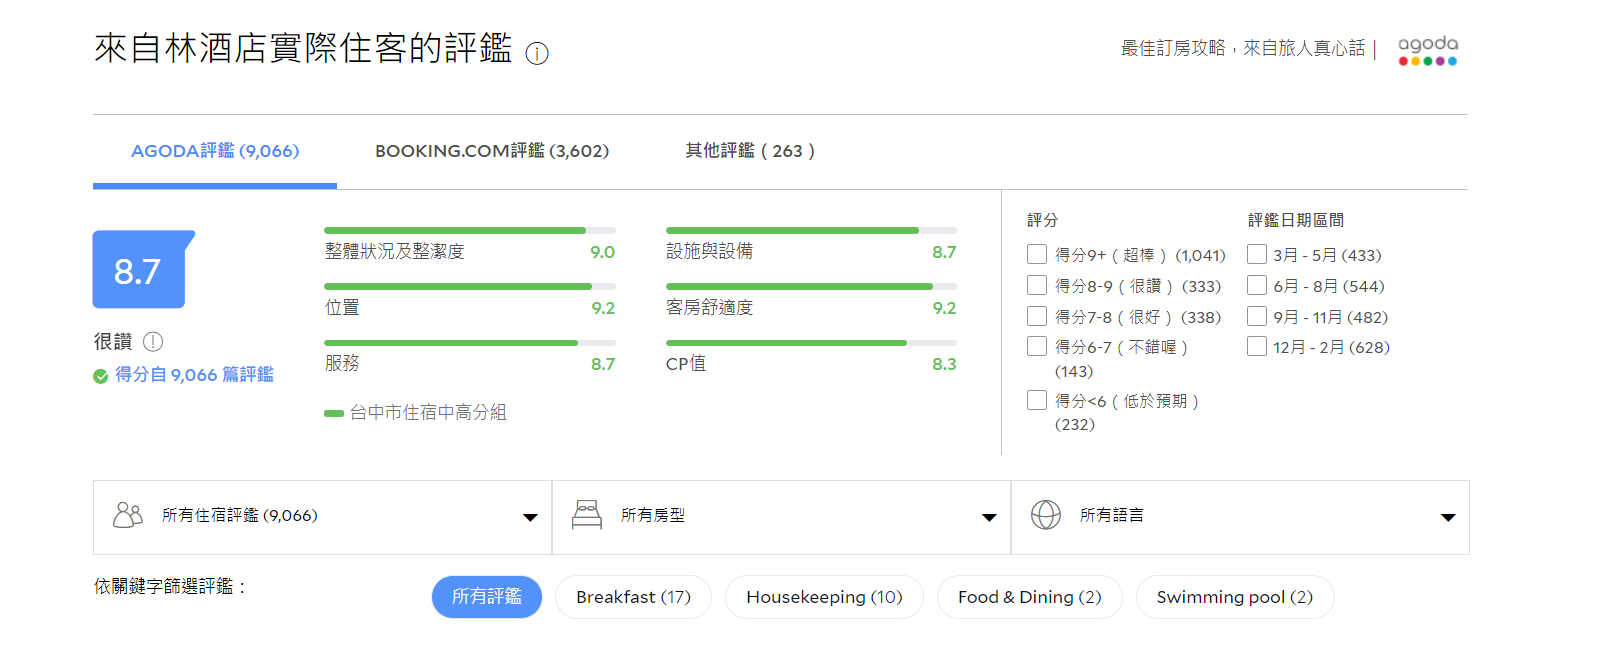 來自林酒店實際住客的評鑑
最佳訂房攻略，來自旅人真心話 | agoda
AGODA評鑑 (9,066)
BOOKING.COM評鑑 (3,602)
其他評鑑 ( 263 )
8.7
很讚
得分自 9,066 篇評鑑
整體狀況及整潔度 9.0
設施與設備 8.7
位置 9.2
客房舒適度 9.2
服務 8.7
CP值 8.3
台中市住宿中高分組
評分
得分9+ ( 超棒 ) (1,041)
得分8-9 ( 很讚 ) (333)
得分7-8 ( 很好 ) (338)
得分6-7 ( 不錯喔 )
(143)
得分<6 ( 低於預期 )
(232)
評鑑日期區間
3月 - 5月 (433)
6月 - 8月 (544)
9月 - 11月 (482)
12月 - 2月 (628)
所有住宿評鑑 (9,066)
所有房型
所有語言
依關鍵字篩選評鑑：
所有評鑑
Breakfast (17)
Housekeeping (10)
Food & Dining (2)
Swimming pool (2)